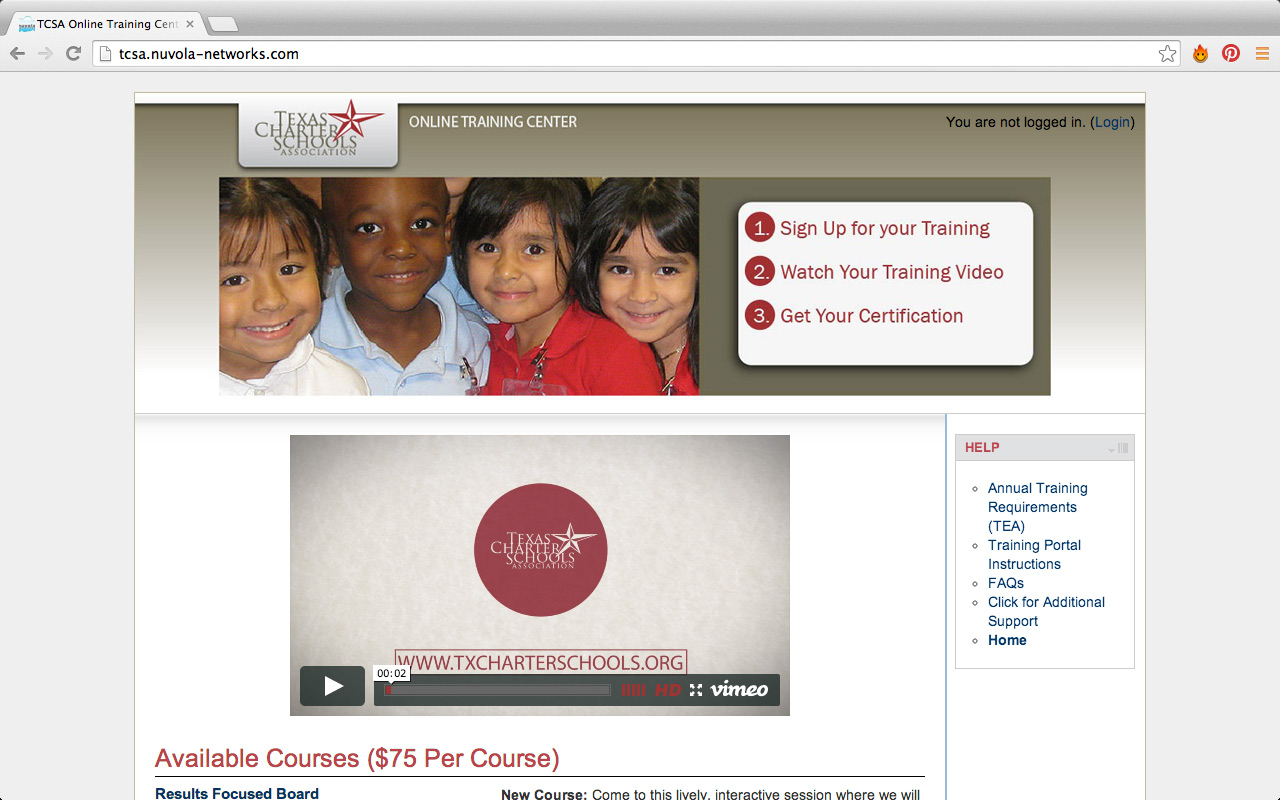 TCSA Online Training Cent
tcsa.nuvola-networks.com
TEXAS
CHARTER
SCHOOLS
ASSOCIATION
ONLINE TRAINING CENTER
You are not logged in. (Login)
1. Sign Up for your Training
2. Watch Your Training Video
3. Get Your Certification
TEXAS
CHARTER
SCHOOLS
ASSOCIATION
WWW.TXCHARTERSCHOOLS.ORG
00:02
HD vimeo
HELP
Annual Training
Requirements
(TEA)
Training Portal
Instructions
FAQs
Click for Additional
Support
Home
Available Courses ($75 Per Course)
Results Focused Board
New Course: Come to this lively, interactive session where we will